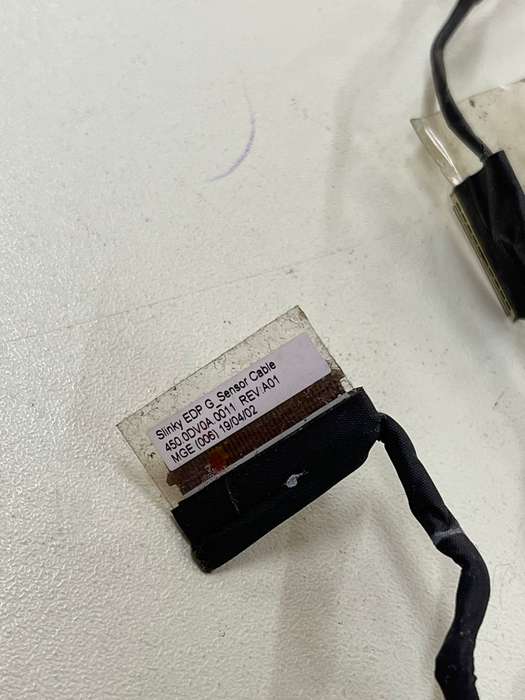 Slinky EDP G_Sensor Cable
450.0DV0A.0011 REV:A01
MGE (006) 19/04/02